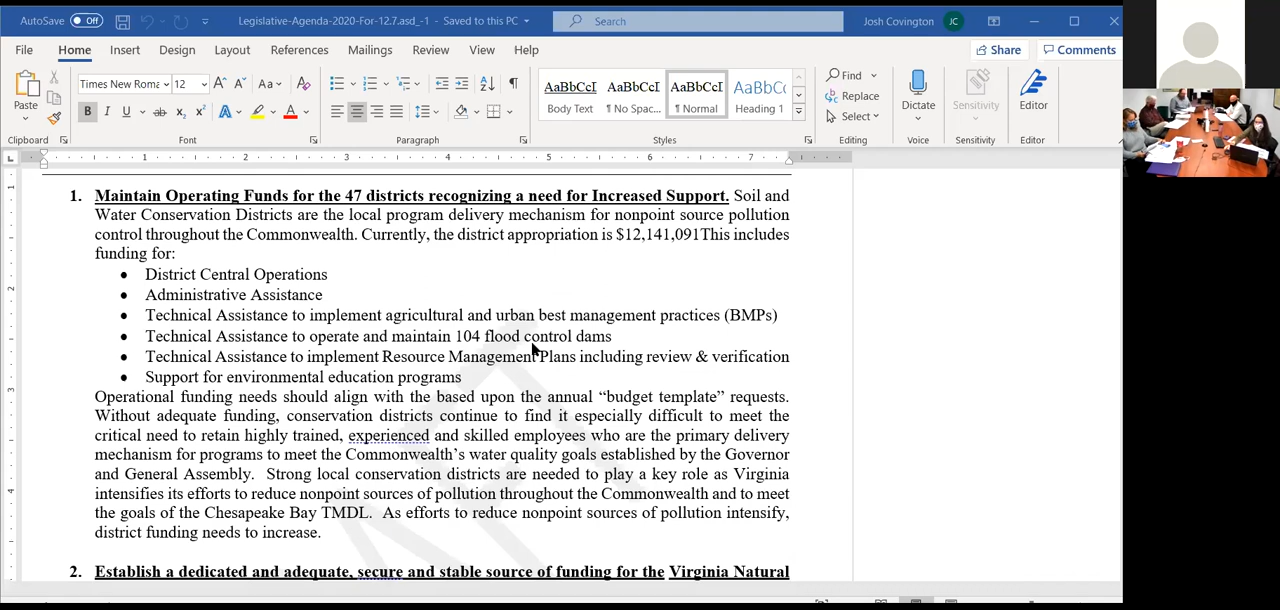 AutoSave Off Legislative-Agenda-2020-For-12.7.asd_-1 - Saved to this PC Search Josh Covington JC
File Home Insert Design Layout References Mailings Review View Help Share Comments
Times New Roma 12 Aa
Paste
B I U ab x2 x2 A A
AaBbCcI AaBbCcI AaBbCcI AaBbCc
Body Text ¶ No Spac... ¶ Normal Heading 1
Find
Replace
Select
Dictate Sensitivity Editor
Clipboard Font Paragraph Styles Editing Voice Sensitivity Editor
1 2 3 4 5 6 7
1. Maintain Operating Funds for the 47 districts recognizing a need for Increased Support. Soil and
Water Conservation Districts are the local program delivery mechanism for nonpoint source pollution
control throughout the Commonwealth. Currently, the district appropriation is $12,141,091This includes
funding for:
• District Central Operations
• Administrative Assistance
• Technical Assistance to implement agricultural and urban best management practices (BMPs)
• Technical Assistance to operate and maintain 104 flood control dams
• Technical Assistance to implement Resource Management Plans including review & verification
• Support for environmental education programs
Operational funding needs should align with the based upon the annual “budget template” requests.
Without adequate funding, conservation districts continue to find it especially difficult to meet the
critical need to retain highly trained, experienced and skilled employees who are the primary delivery
mechanism for programs to meet the Commonwealth’s water quality goals established by the Governor
and General Assembly. Strong local conservation districts are needed to play a key role as Virginia
intensifies its efforts to reduce nonpoint sources of pollution throughout the Commonwealth and to meet
the goals of the Chesapeake Bay TMDL. As efforts to reduce nonpoint sources of pollution intensify,
district funding needs to increase.
2. Establish a dedicated and adequate, secure and stable source of funding for the Virginia Natural